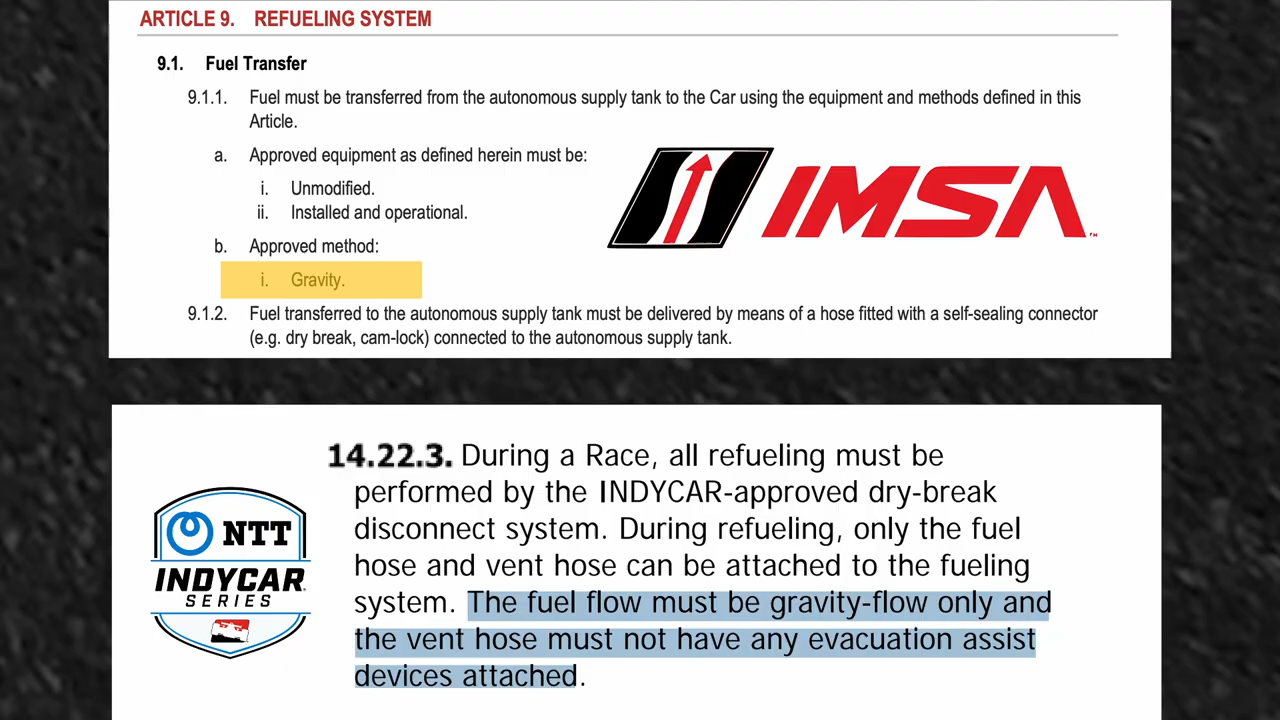 ARTICLE 9. REFUELING SYSTEM
9.1. Fuel Transfer
9.1.1. Fuel must be transferred from the autonomous supply tank to the Car using the equipment and methods defined in this
Article.
a. Approved equipment as defined herein must be:
i. Unmodified.
ii. Installed and operational.
b. Approved method:
i. Gravity.
IMSA™
9.1.2. Fuel transferred to the autonomous supply tank must be delivered by means of a hose fitted with a self-sealing connector
(e.g. dry break, cam-lock) connected to the autonomous supply tank.
14.22.3. During a Race, all refueling must be
performed by the INDYCAR-approved dry-break
disconnect system. During refueling, only the fuel
hose and vent hose can be attached to the fueling
system. The fuel flow must be gravity-flow only and
the vent hose must not have any evacuation assist
devices attached.
NTT
INDYCAR
SERIES